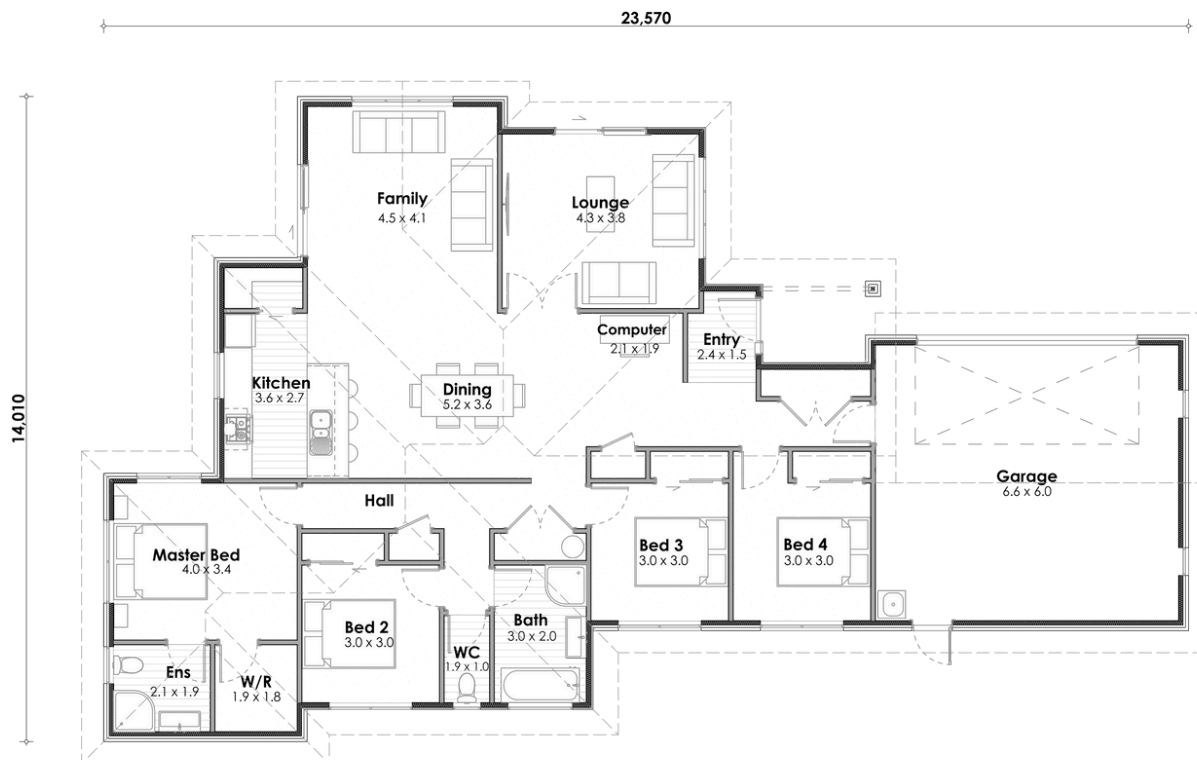 23,570
14,010
Family
4.5 x 4.1
Lounge
4.3 x 3.8
Computer
2.1 x 1.9
Entry
2.4 x 1.5
Kitchen
3.6 x 2.7
Dining
5.2 x 3.6
Garage
6.6 x 6.0
Hall
Master Bed
4.0 x 3.4
Bed 3
3.0 x 3.0
Bed 4
3.0 x 3.0
Bed 2
3.0 x 3.0
Bath
3.0 x 2.0
WC
1.9 x 1.0
Ens
2.1 x 1.9
W/R
1.9 x 1.8